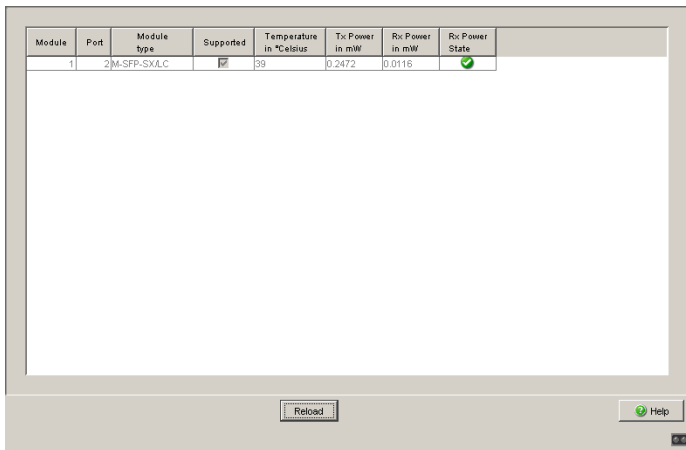 Module Port Module type Supported Temperature in °Celsius Tx Power in mW Rx Power in mW Rx Power State
1 2 M-SFP-SX/LC 39 0.2472 0.0116
Reload
Help